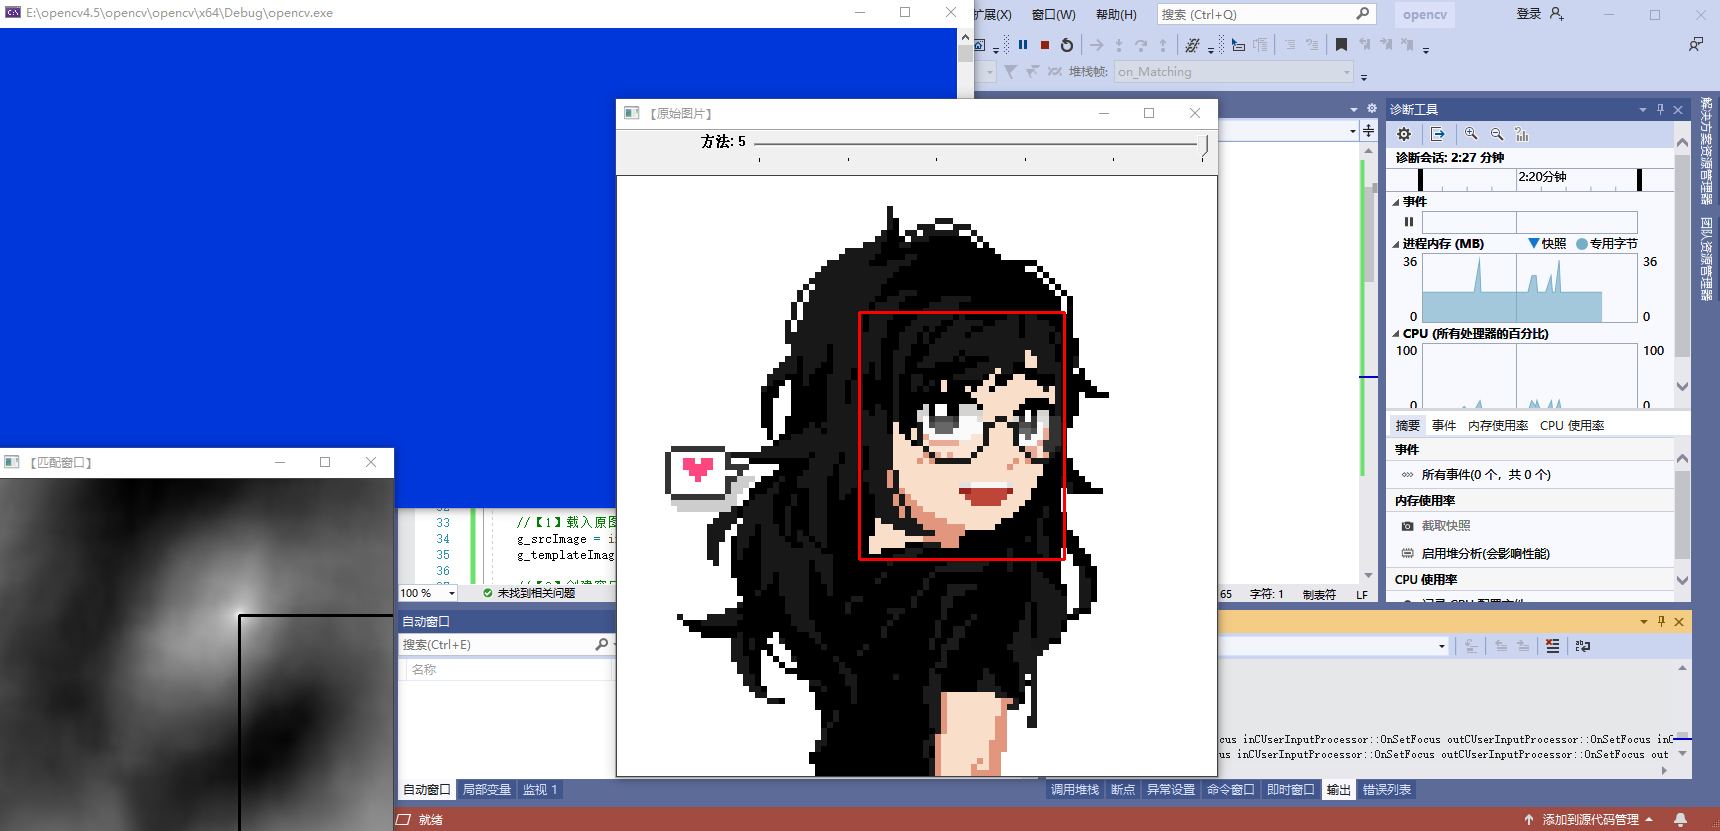 E:\opencv4.5\opencv\opencv\x64\Debug\opencv.exe
扩展(X) 窗口(W) 帮助(H) 搜索 (Ctrl+Q) opencv 登录
堆栈帧: on_Matching
【原始图片】
方法: 5
诊断工具
诊断会话: 2:27 分钟
2:20分钟
事件
进程内存 (MB) 快照 专用字节
36 36
0 0
CPU (所有处理器的百分比)
100 100
0 0
摘要 事件 内存使用率 CPU 使用率
事件
所有事件(0 个，共 0 个)
内存使用率
截取快照
启用堆分析(会影响性能)
CPU 使用率
解决方案资源管理器
团队资源管理器
【匹配窗口】
33 //【1】载入原图
34 g_srcImage = i
35 g_templateImag
36
100 % 未找到相关问题
65 字符: 1 制表符 LF
自动窗口
搜索(Ctrl+E)
名称
cus inCUserInputProcessor::OnSetFocus outCUserInputProcessor::OnSetFocus inC
us inCUserInputProcessor::OnSetFocus outCUserInputProcessor::OnSetFocus out
自动窗口 局部变量 监视 1
调用堆栈 断点 异常设置 命令窗口 即时窗口 输出 错误列表
就绪
添加到源代码管理